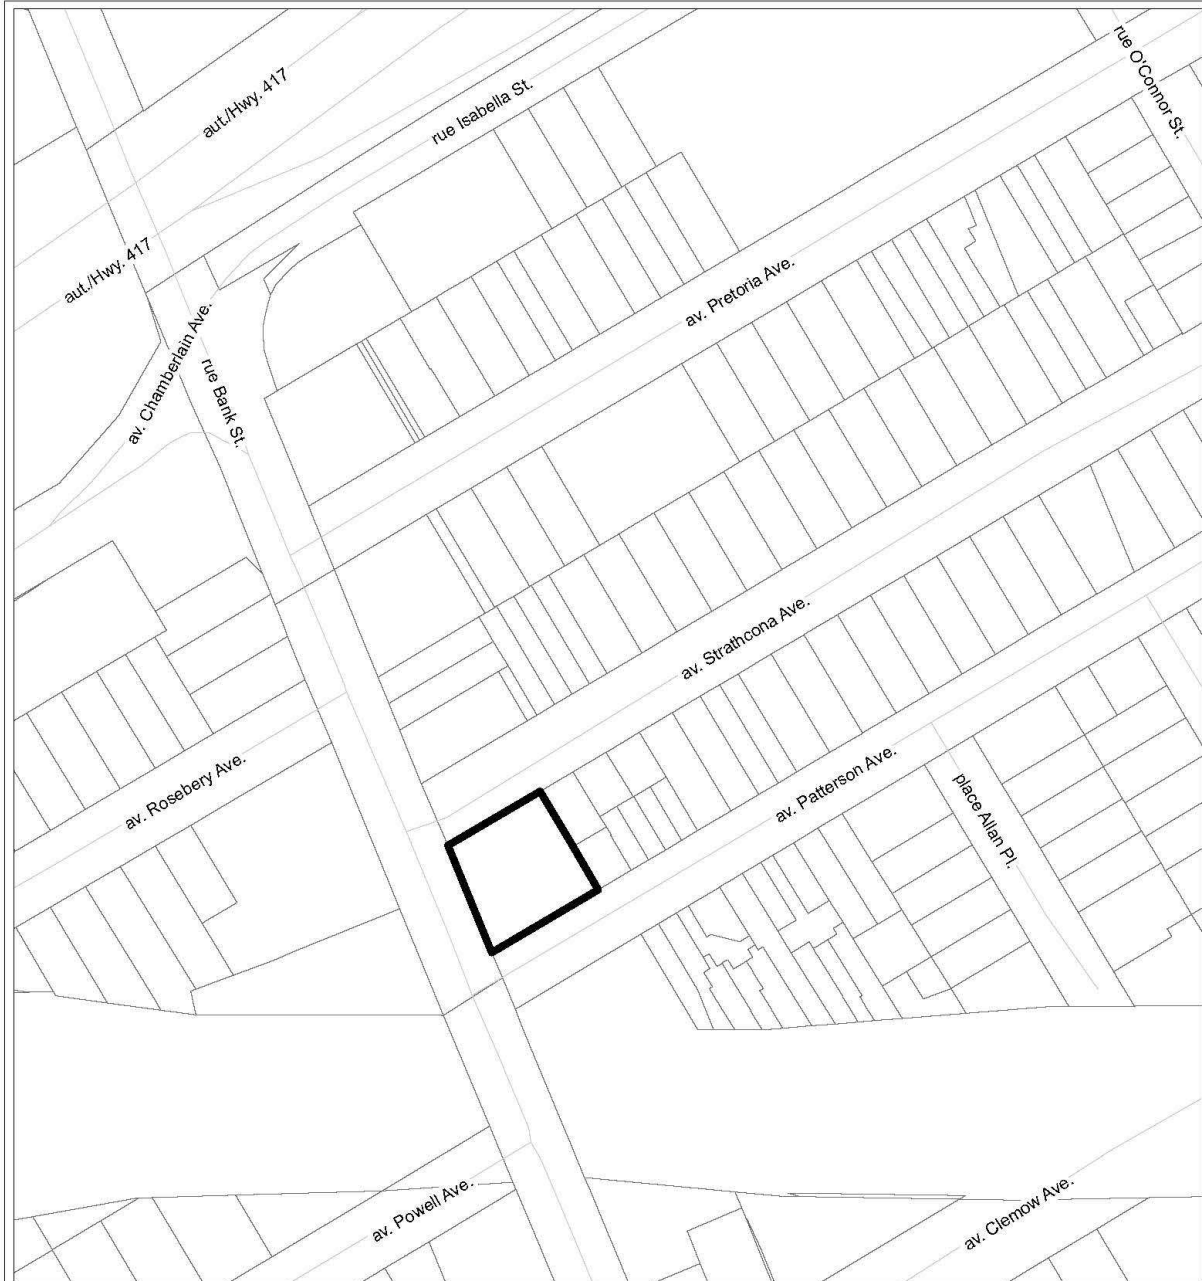 rue O'Connor St.
aut./Hwy. 417
rue Isabella St.
aut./Hwy. 417
av. Pretoria Ave.
av. Chamberlain Ave.
rue Bank St.
av. Strathcona Ave.
av. Rosebery Ave.
av. Patterson Ave.
place Allan Pl.
av. Powell Ave.
av. Clemow Ave.